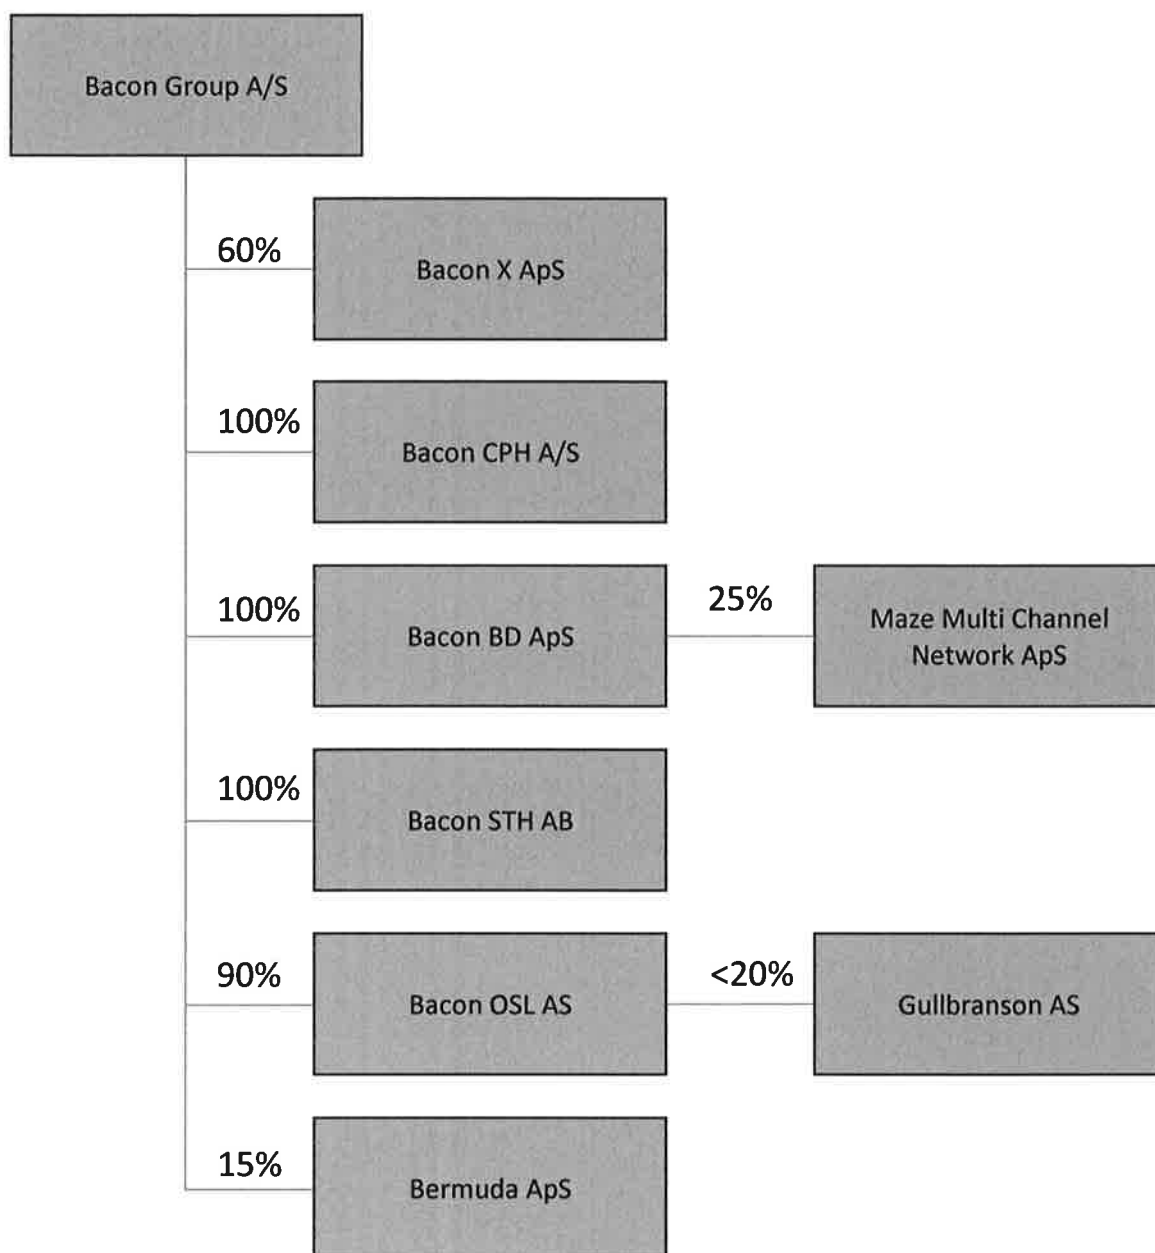 Bacon Group A/S
60%
Bacon X ApS
100%
Bacon CPH A/S
100%
Bacon BD ApS
25%
Maze Multi Channel
Network ApS
100%
Bacon STH AB
90%
Bacon OSL AS
<20%
Gullbranson AS
15%
Bermuda ApS